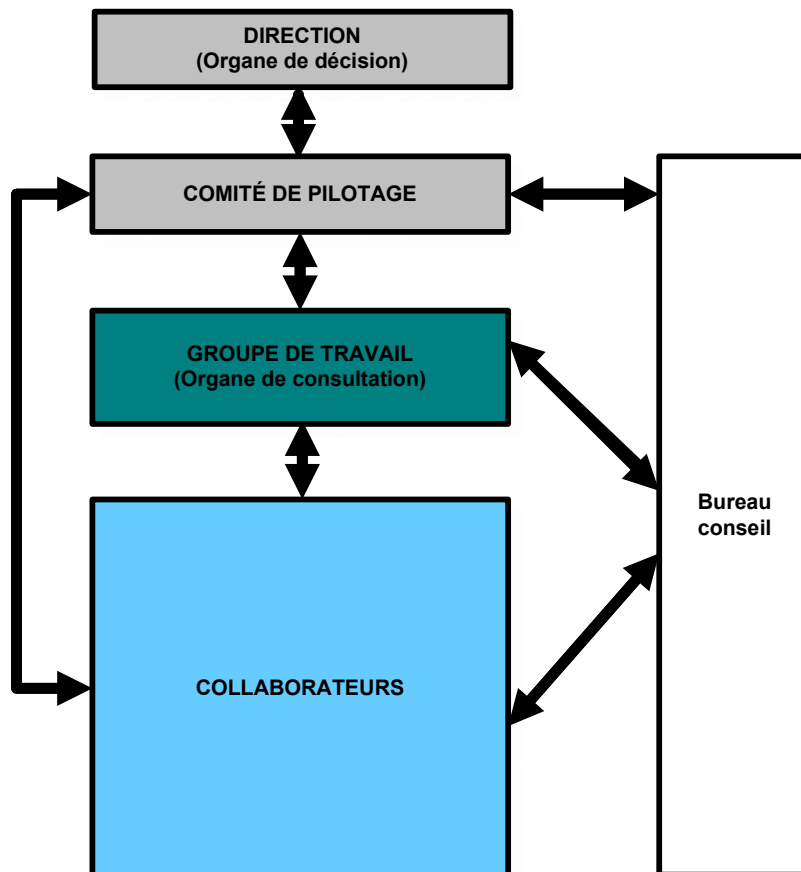 DIRECTION
(Organe de décision)
COMITÉ DE PILOTAGE
GROUPE DE TRAVAIL
(Organe de consultation)
Bureau
conseil
COLLABORATEURS